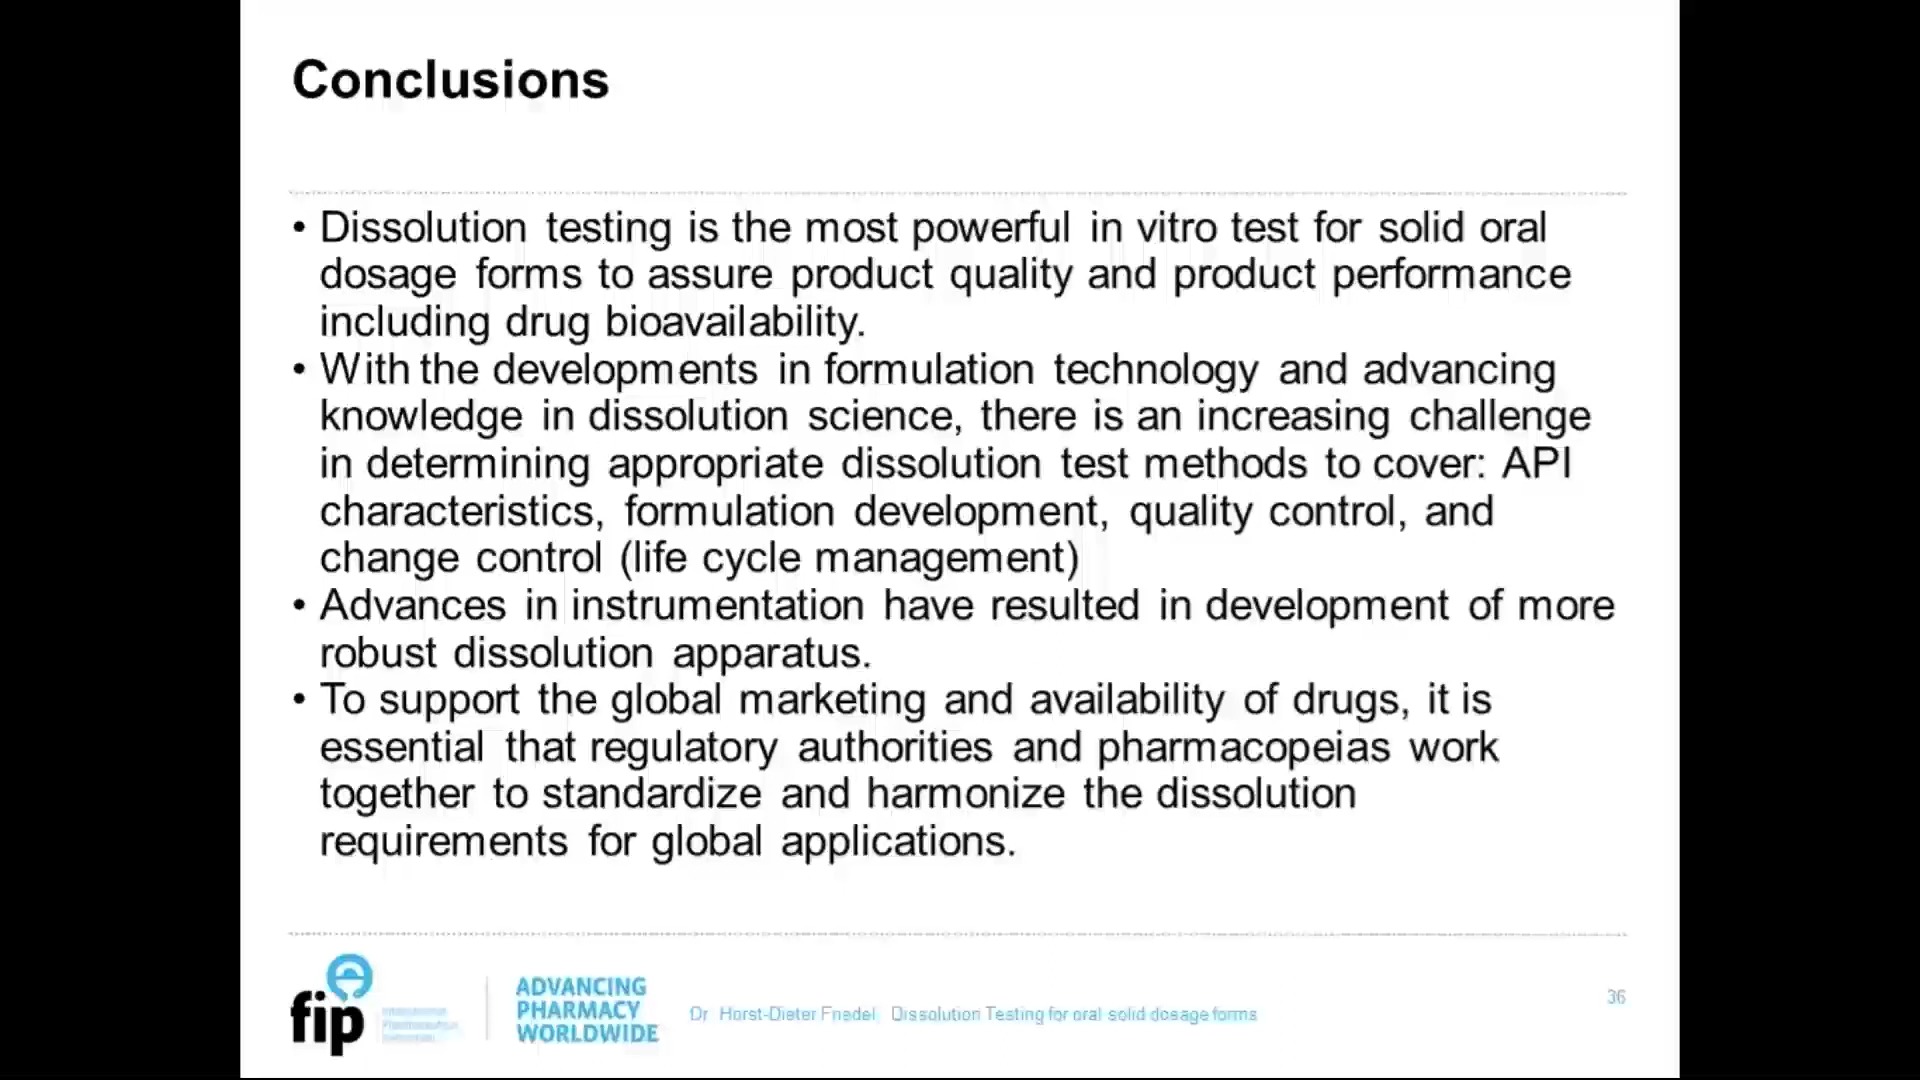 Conclusions
• Dissolution testing is the most powerful in vitro test for solid oral
dosage forms to assure product quality and product performance
including drug bioavailability.
• With the developments in formulation technology and advancing
knowledge in dissolution science, there is an increasing challenge
in determining appropriate dissolution test methods to cover: API
characteristics, formulation development, quality control, and
change control (life cycle management)
• Advances in instrumentation have resulted in development of more
robust dissolution apparatus.
• To support the global marketing and availability of drugs, it is
essential that regulatory authorities and pharmacopeias work
together to standardize and harmonize the dissolution
requirements for global applications.
fip
ADVANCING
PHARMACY
WORLDWIDE
Dr Horst-Dieter Friedel Dissolution Testing for oral solid dosage forms
36